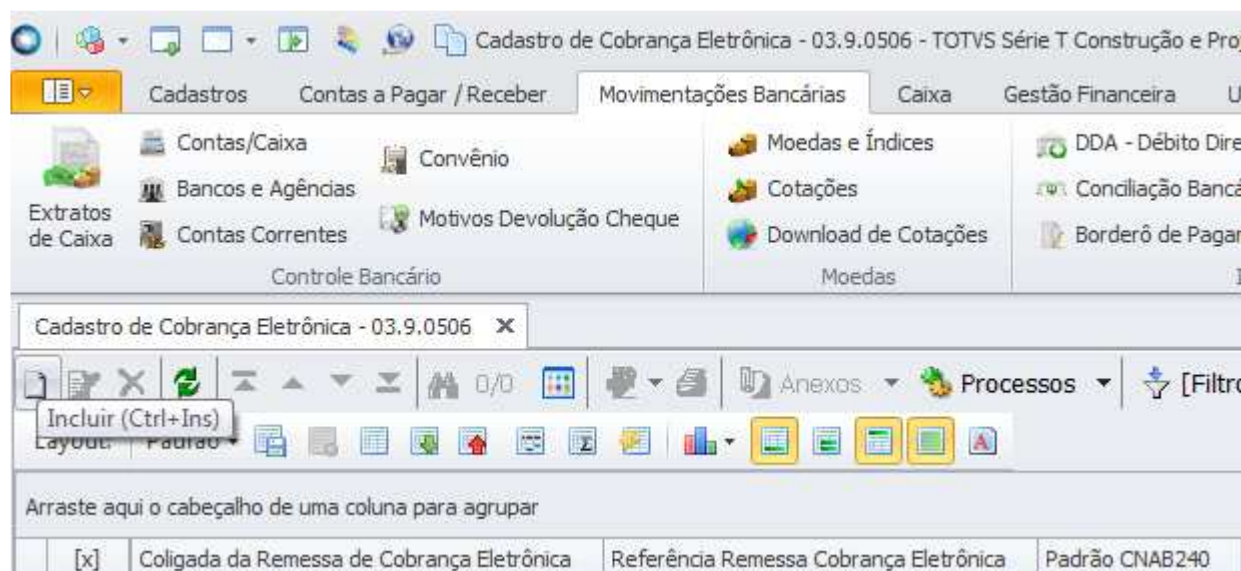 Cadastro de Cobrança Eletrônica - 03.9.0506 - TOTVS Série T Construção e Pro
Cadastros Contas a Pagar / Receber Movimentações Bancárias Caixa Gestão Financeira U
Contas/Caixa Convênio Moedas e Índices DDA - Débito Dire
Bancos e Agências Cotações Conciliação Bancá
Extratos de Caixa Contas Correntes Motivos Devolução Cheque Download de Cotações Borderô de Pagar
Controle Bancário Moedas I
Cadastro de Cobrança Eletrônica - 03.9.0506
0/0 Anexos Processos [Filtro
Incluir (Ctrl+Ins)
Layout: Padrão
Arraste aqui o cabeçalho de uma coluna para agrupar
[x] Coligada da Remessa de Cobrança Eletrônica Referência Remessa Cobrança Eletrônica Padrão CNAB240